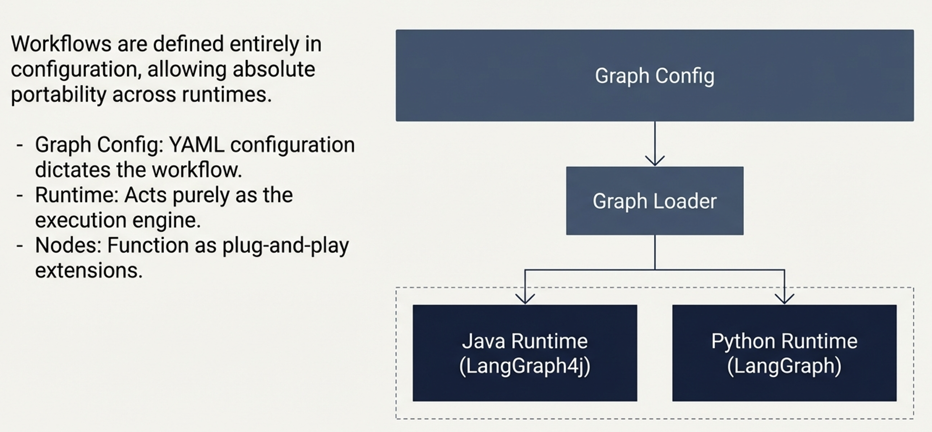 Workflows are defined entirely in
configuration, allowing absolute
portability across runtimes.
- Graph Config: YAML configuration
dictates the workflow.
- Runtime: Acts purely as the
execution engine.
- Nodes: Function as plug-and-play
extensions.
Graph Config
Graph Loader
Java Runtime
(LangGraph4j)
Python Runtime
(LangGraph)